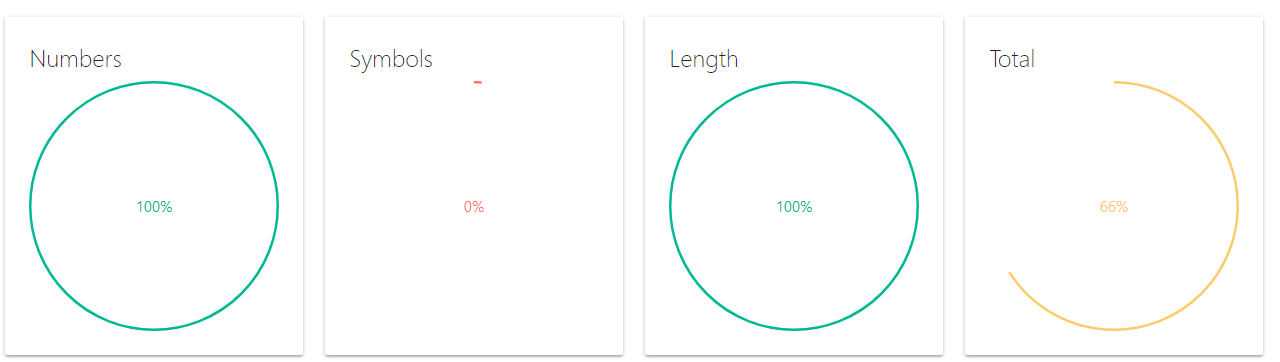 Numbers
100%
Symbols
0%
Length
100%
Total
66%